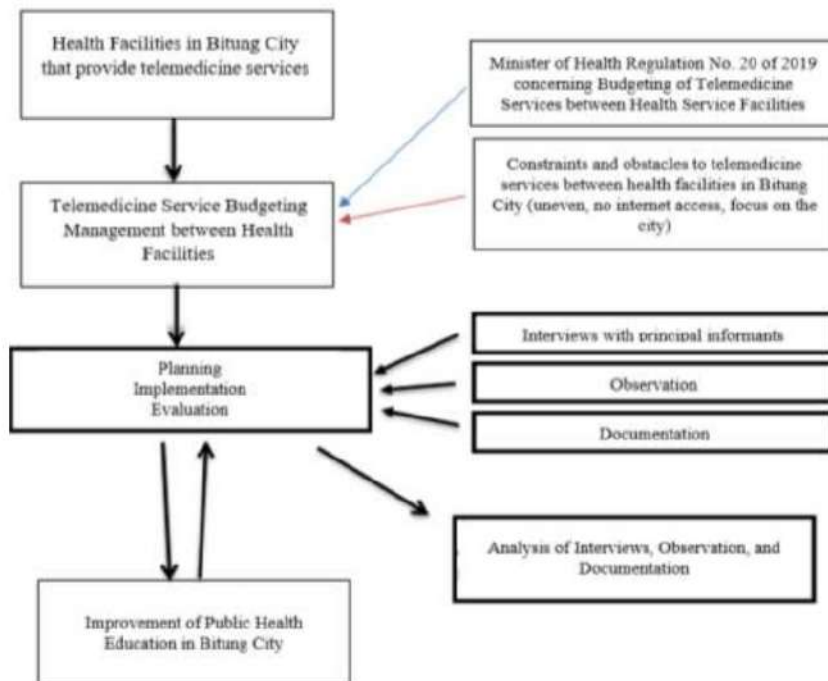 Health Facilities in Bitung City
that provide telemedicine services
Minister of Health Regulation No. 20 of 2019
concerning Budgeting of Telemedicine
Services between Health Service Facilities
Constraints and obstacles to telemedicine
services between health facilities in Bitung
City (uneven, no internet access, focus on the
city)
Telemedicine Service Budgeting
Management between Health
Facilities
Interviews with principal informants
Planning
Implementation
Evaluation
Observation
Documentation
Analysis of Interviews, Observation, and
Documentation
Improvement of Public Health
Education in Bitung City